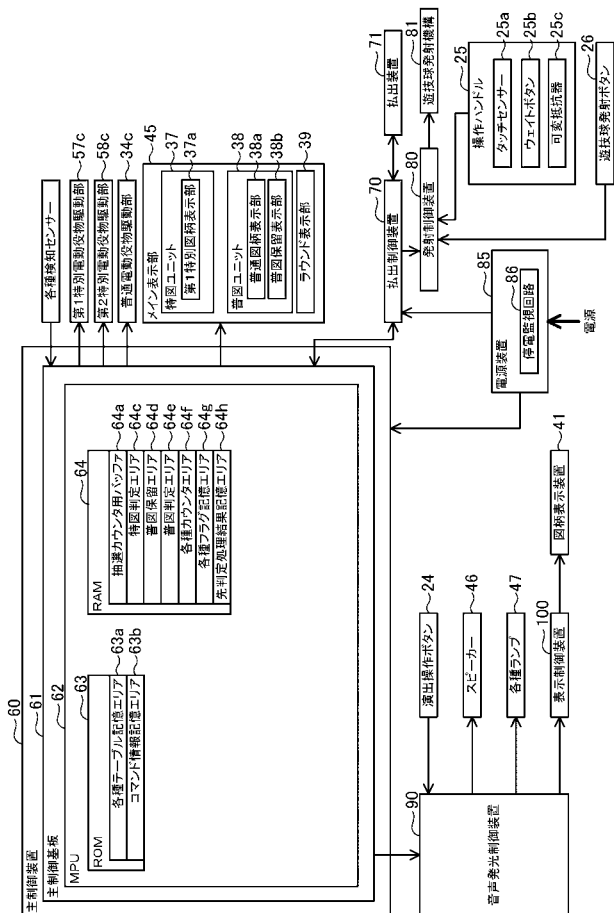 主制御装置
60
主制御基板
61
MPU
62
ROM
63
各種テーブル記憶エリア
63a
コマンド情報記憶エリア
63b
RAM
64
抽選カウンタ用バッファ
64a
特図判定エリア
64c
普図保留エリア
64d
普図判定エリア
64e
各種カウンタエリア
64f
各種フラグ記憶エリア
64g
先判定処理結果記憶エリア
64h
各種検知センサー
第1特別電動役物駆動部
57c
第2特別電動役物駆動部
58c
普通電動役物駆動部
34c
メイン表示部
45
特図ユニット
37
第1特別図柄表示部
37a
普図ユニット
38
普通図柄表示部
38a
普図保留表示部
38b
ラウンド表示部
39
払出制御装置
70
払出装置
71
発射制御装置
80
遊技球発射機構
81
操作ハンドル
25
タッチセンサー
25a
ウェイトボタン
25b
可変抵抗器
25c
遊技球発射ボタン
26
電源装置
85
停電監視回路
86
電源
音声発光制御装置
90
演出操作ボタン
24
スピーカー
46
各種ランプ
47
表示制御装置
100
図柄表示装置
41